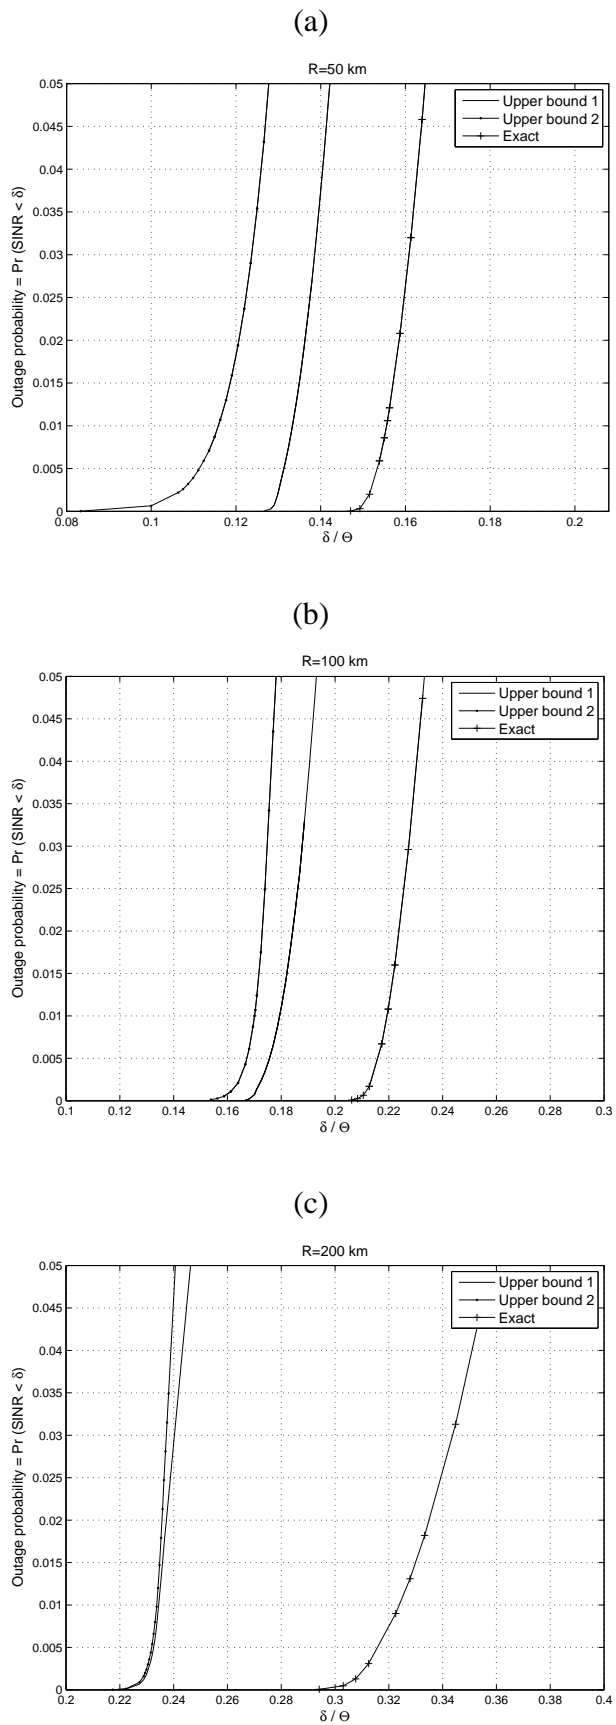 (a)
R=50 km
0.05
0.045
0.04
0.035
0.03
0.025
0.02
0.015
0.01
0.005
0
Outage probability = Pr (SINR < δ)
Upper bound 1
Upper bound 2
Exact
0.08 0.1 0.12 0.14 0.16 0.18 0.2
δ / Θ
(b)
R=100 km
0.05
0.045
0.04
0.035
0.03
0.025
0.02
0.015
0.01
0.005
0
Outage probability = Pr (SINR < δ)
Upper bound 1
Upper bound 2
Exact
0.1 0.12 0.14 0.16 0.18 0.2 0.22 0.24 0.26 0.28 0.3
δ / Θ
(c)
R=200 km
0.05
0.045
0.04
0.035
0.03
0.025
0.02
0.015
0.01
0.005
0
Outage probability = Pr (SINR < δ)
Upper bound 1
Upper bound 2
Exact
0.2 0.22 0.24 0.26 0.28 0.3 0.32 0.34 0.36 0.38 0.4
δ / Θ